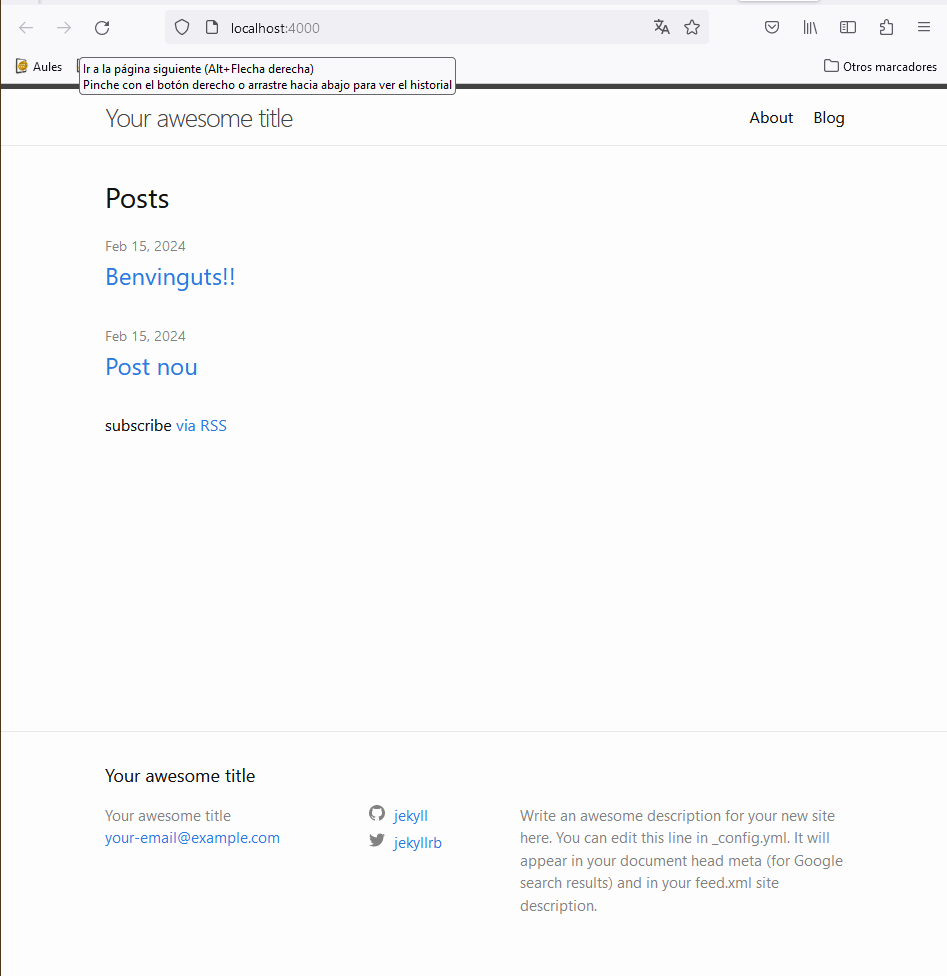 localhost:4000
Aules
Ir a la página siguiente (Alt+Flecha derecha)
Pinche con el botón derecho o arrastre hacia abajo para ver el historial
Otros marcadores
Your awesome title
About
Blog
Posts
Feb 15, 2024
Benvinguts!!
Feb 15, 2024
Post nou
subscribe via RSS
Your awesome title
Your awesome title
your-email@example.com
jekyll
jekyllrb
Write an awesome description for your new site
here. You can edit this line in _config.yml. It will
appear in your document head meta (for Google
search results) and in your feed.xml site
description.